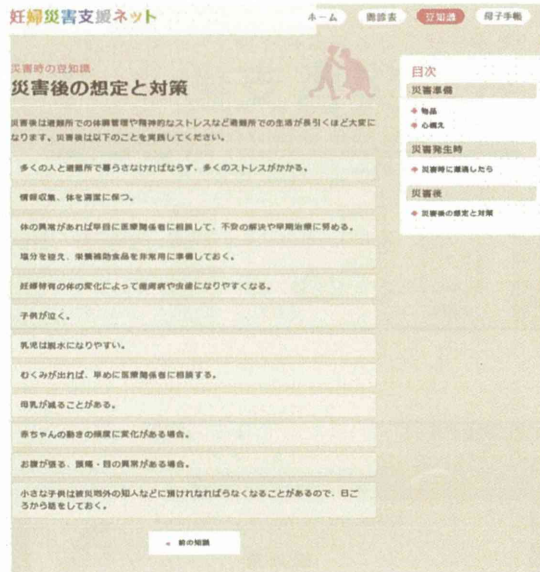 妊婦災害支援ネット
ホーム
問診表
豆知識
母子手帳
災害時の豆知識
災害後の想定と対策
災害後は避難所での体調管理や精神的なストレスなど避難所での生活が長引くほど大変に
なります。災害後は以下のことを実践してください。
多くの人と避難所で暮らさなければならず、多くのストレスがかかる。
情報収集、体を清潔に保つ。
体の異常があれば早目に医療関係者に相談して、不安の解決や早期治療に努める。
塩分を控え、栄養補助食品を非常用に準備しておく。
妊婦特有の体の変化によって歯周病や虫歯になりやすくなる。
子供が泣く。
乳児は脱水になりやすい。
むくみが出れば、早めに医療関係者に相談する。
母乳が減ることがある。
赤ちゃんの動きの頻度に変化がある場合。
お腹が張る、頭痛・目の異常がある場合。
小さな子供は被災地外の知人などに預けれなればらなくなることがあるので、日ご
ろから話をしておく。
前の知識
目次
災害準備
物品
心構え
災害発生時
災害時に遭遇したら
災害後
災害後の想定と対策